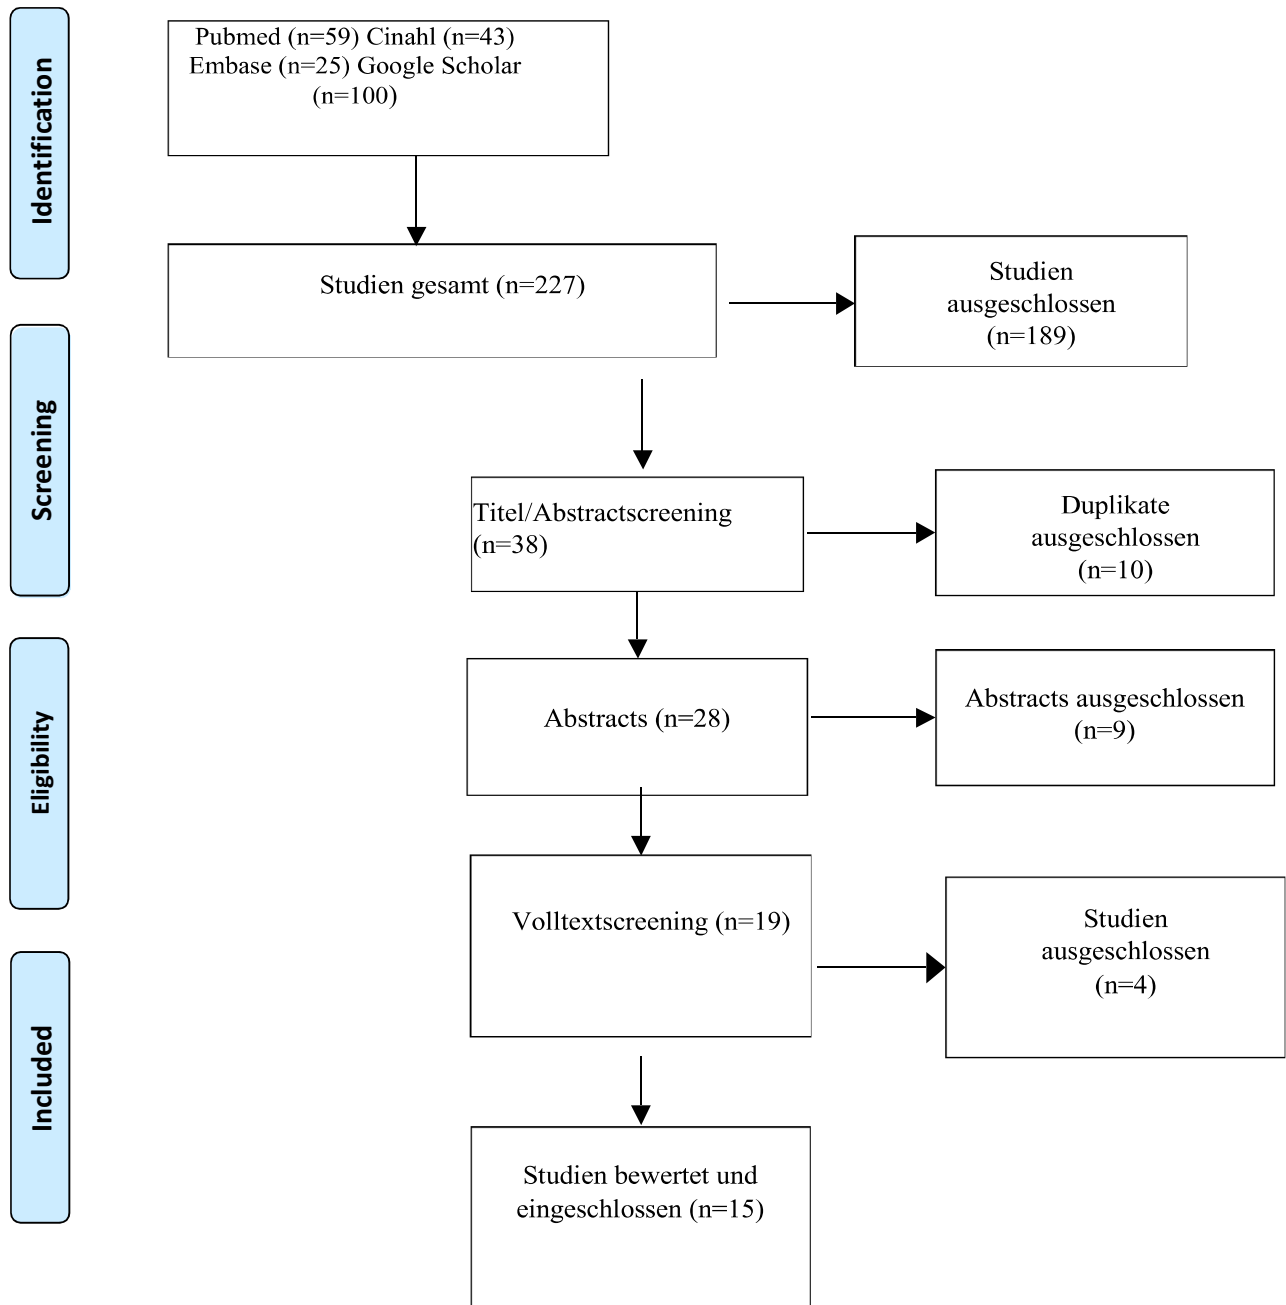 Identification
Pubmed (n=59) Cinahl (n=43)
Embase (n=25) Google Scholar
(n=100)
Studien gesamt (n=227)
Studien
ausgeschlossen
(n=189)
Screening
Titel/Abstractscreening
(n=38)
Duplikate
ausgeschlossen
(n=10)
Eligibility
Abstracts (n=28)
Abstracts ausgeschlossen
(n=9)
Volltextscreening (n=19)
Studien
ausgeschlossen
(n=4)
Included
Studien bewertet und
eingeschlossen (n=15)